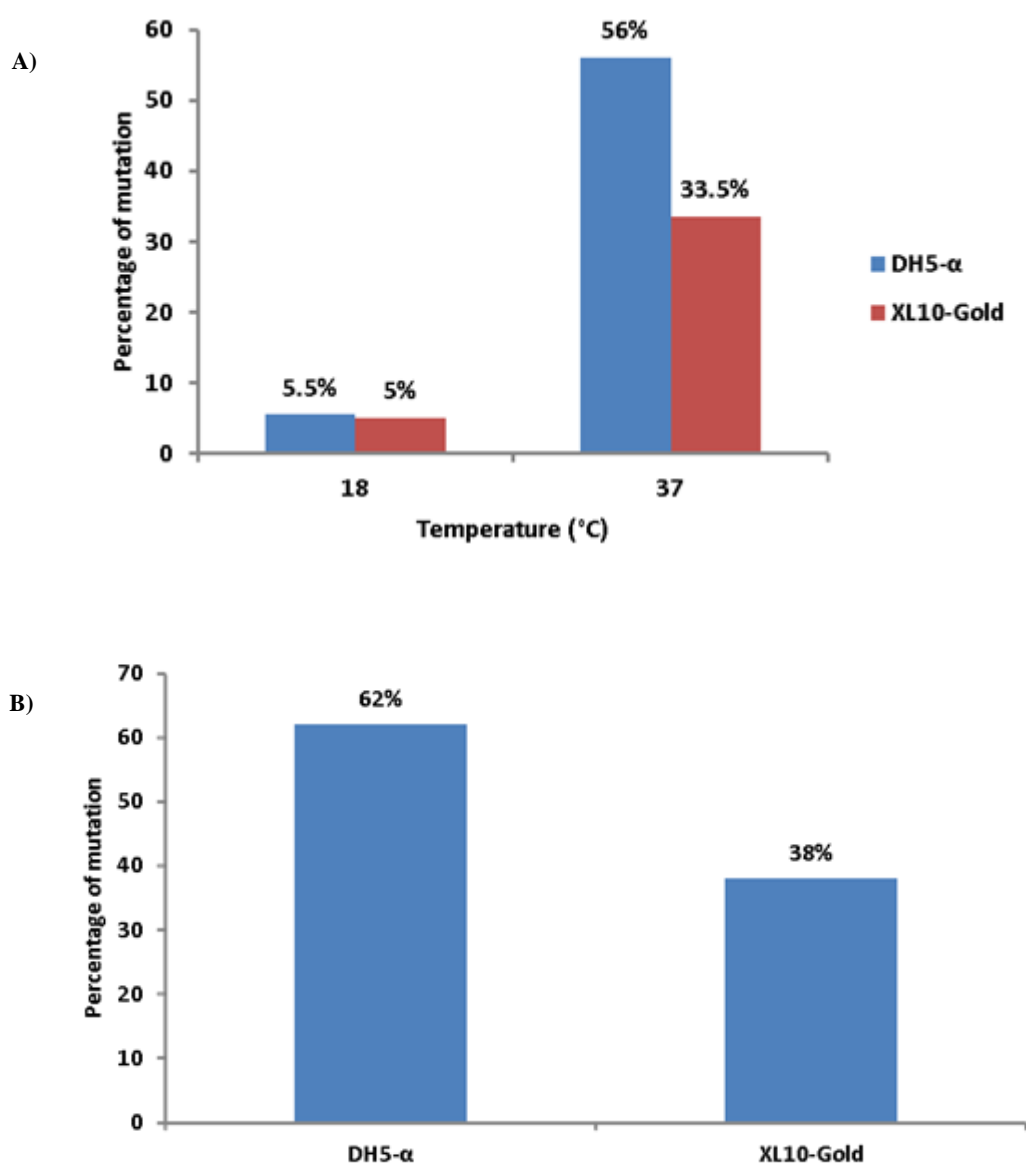 A)
Percentage of mutation
60
50
40
30
20
10
0
5.5%
5%
56%
33.5%
18
37
Temperature (°C)
DH5-α
XL10-Gold
B)
Percentage of mutation
70
60
50
40
30
20
10
0
62%
38%
DH5-α
XL10-Gold